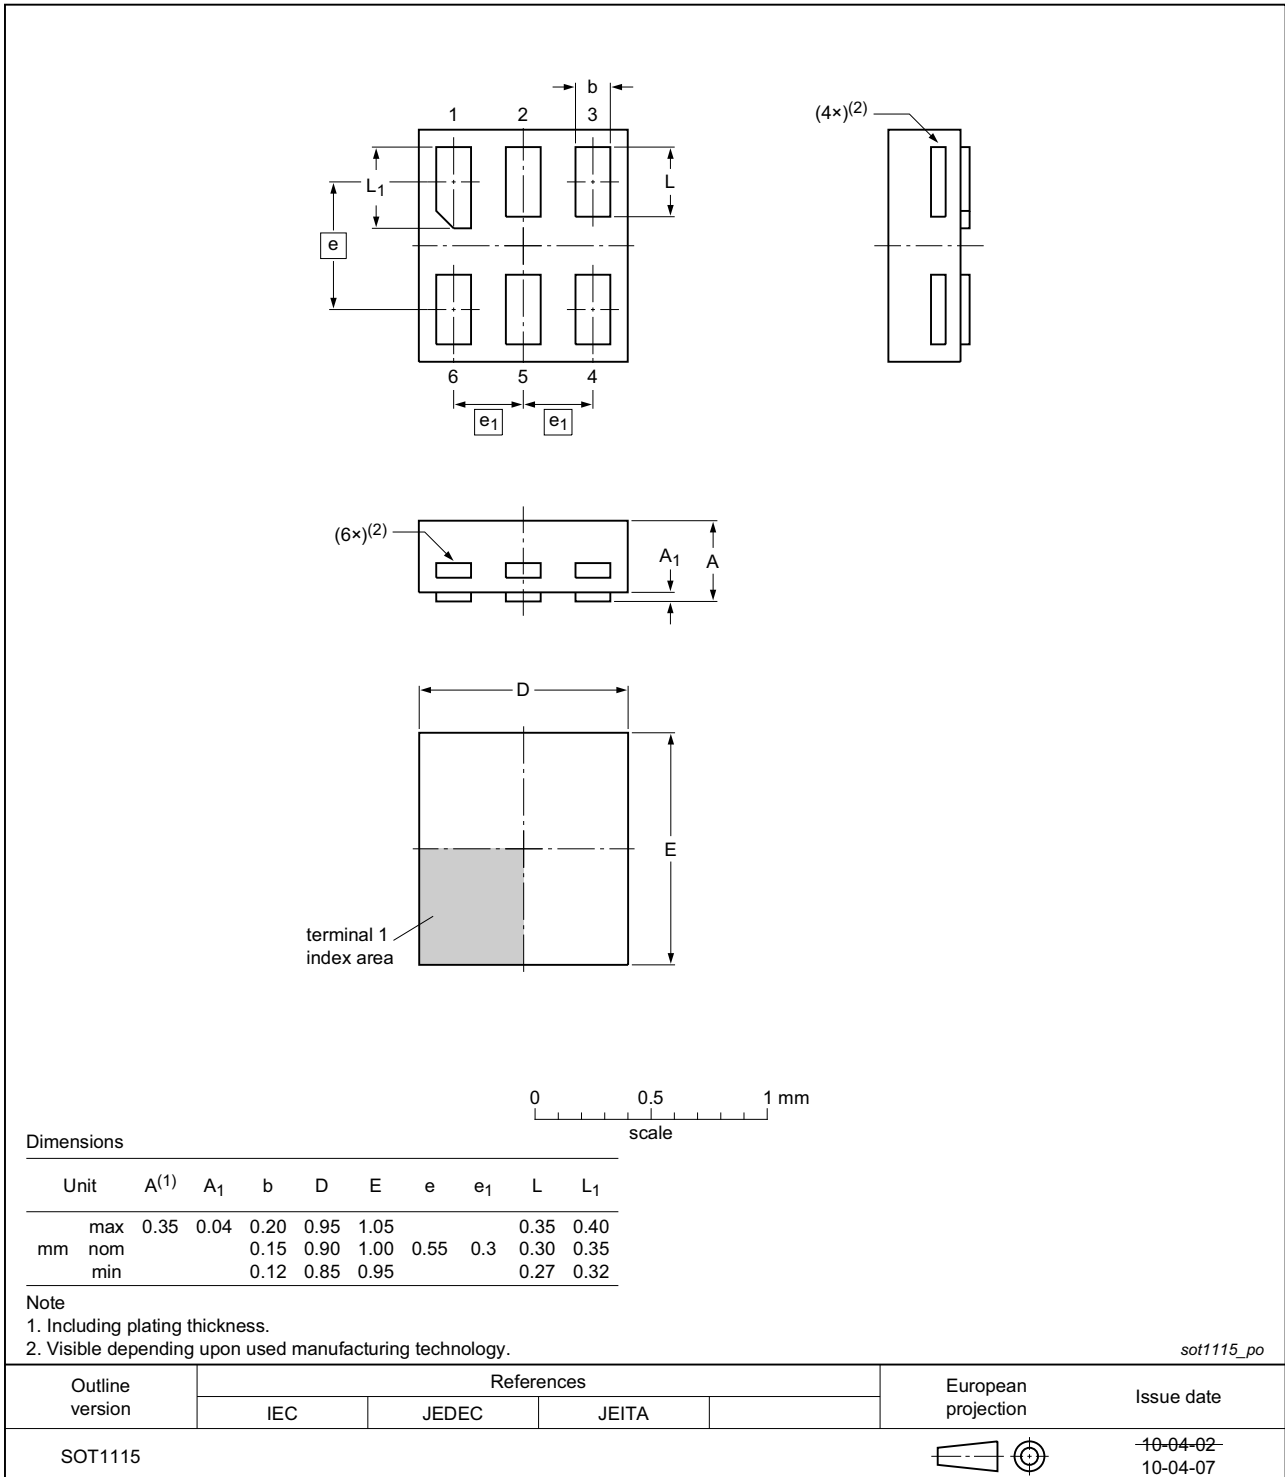 b
1 2 3
(4×)(2)
L1
L
e
6 5 4
e1 e1
(6×)(2)
A1 A
D
E
terminal 1
index area
0 0.5 1 mm
scale
Dimensions
Unit A(1) A1 b D E e e1 L L1
max 0.35 0.04 0.20 0.95 1.05 0.35 0.40
mm nom 0.15 0.90 1.00 0.55 0.3 0.30 0.35
min 0.12 0.85 0.95 0.27 0.32
Note
1. Including plating thickness.
2. Visible depending upon used manufacturing technology.
sot1115_po
Outline version
References
European projection
Issue date
IEC JEDEC JEITA
SOT1115
10-04-02
10-04-07